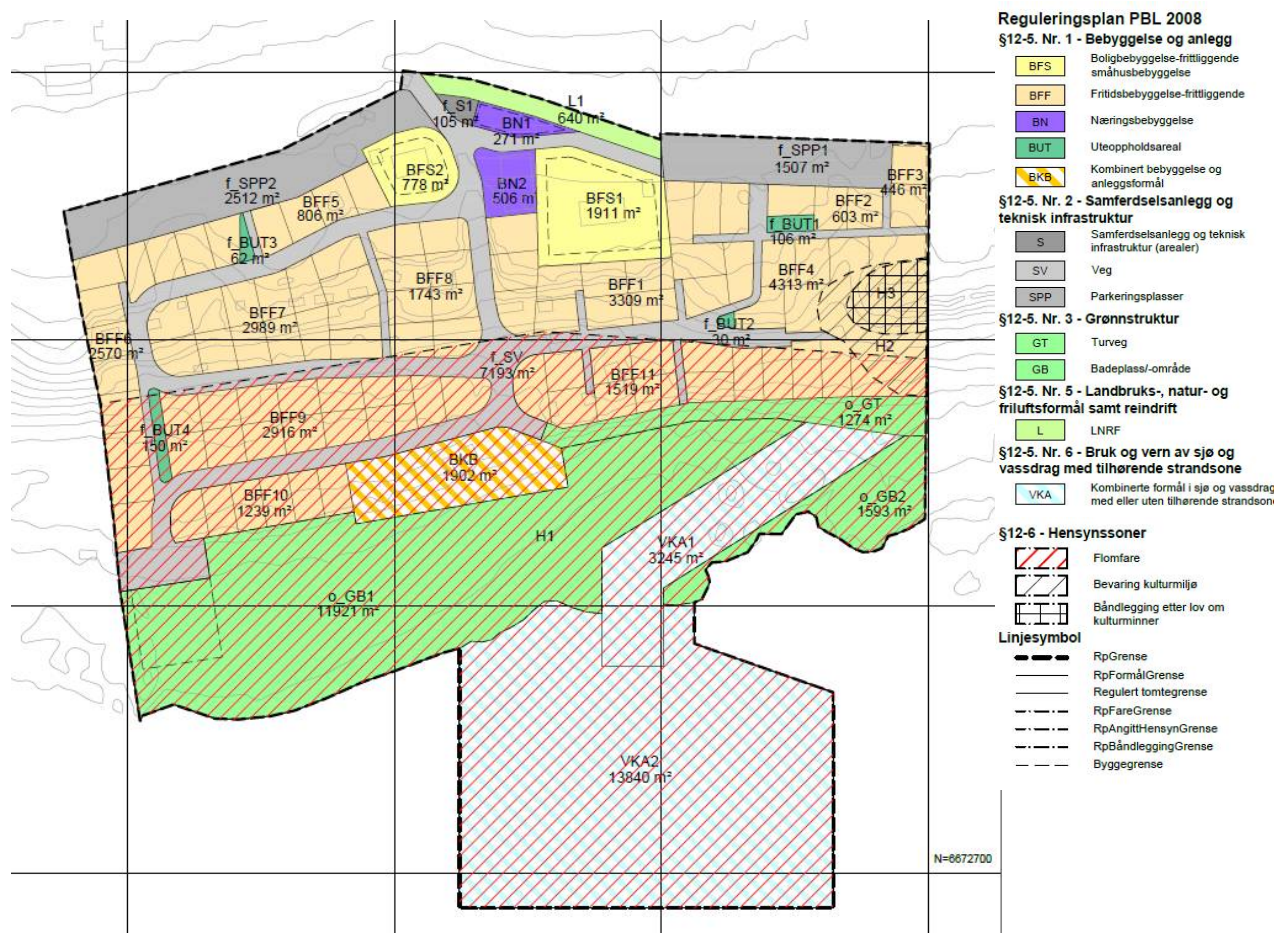 Reguleringsplan PBL 2008
§12-5. Nr. 1 - Bebyggelse og anlegg
BFS
Boligbebyggelse-frittliggende
småhusbebyggelse
BFF
Fritidsbebyggelse-frittliggende
BN
Næringsbebyggelse
BUT
Uteoppholdsareal
BKB
Kombinert bebyggelse og
anleggsformål
§12-5. Nr. 2 - Samferdselsanlegg og
teknisk infrastruktur
S
Samferdselsanlegg og teknisk
infrastruktur (arealer)
SV
Veg
SPP
Parkeringsplasser
§12-5. Nr. 3 - Grønnstruktur
GT
Turveg
GB
Badeplass/-område
§12-5. Nr. 5 - Landbruks-, natur- og
friluftsformål samt reindrift
L
LNRF
§12-5. Nr. 6 - Bruk og vern av sjø og
vassdrag med tilhørende strandsone
VKA
Kombinerte formål i sjø og vassdrag
med eller uten tilhørende strandsone
§12-6 - Hensynssoner
Flomfare
Bevaring kulturmiljø
Båndlegging etter lov om
kulturminner
Linjesymbol
RpGrense
RpFormålGrense
Regulert tomtegrense
RpFareGrense
RpAngittHensynGrense
RpBåndleggingGrense
Byggegrense
f_S1
105 m²
L1
640 m²
BN1
271 m²
f_SPP1
1507 m²
BFS2
778 m²
BFF3
446 m²
f_SPP2
2512 m²
BN2
506 m²
BFS1
1911 m²
BFF5
806 m²
BFF2
603 m²
f_BUT1
106 m²
f_BUT3
62 m²
BFF8
1743 m²
BFF1
3309 m²
BFF4
4313 m²
H3
BFF7
2989 m²
f_BUT2
30 m²
BFF6
2570 m²
H2
f_SV
7193 m²
BFF11
1519 m²
BFF9
2916 m²
o_GT
1274 m²
f_BUT4
150 m²
BKB
1902 m²
BFF10
1239 m²
o_GB2
1593 m²
H1
VKA1
3245 m²
o_GB1
11921 m²
VKA2
13840 m²
N=6672700